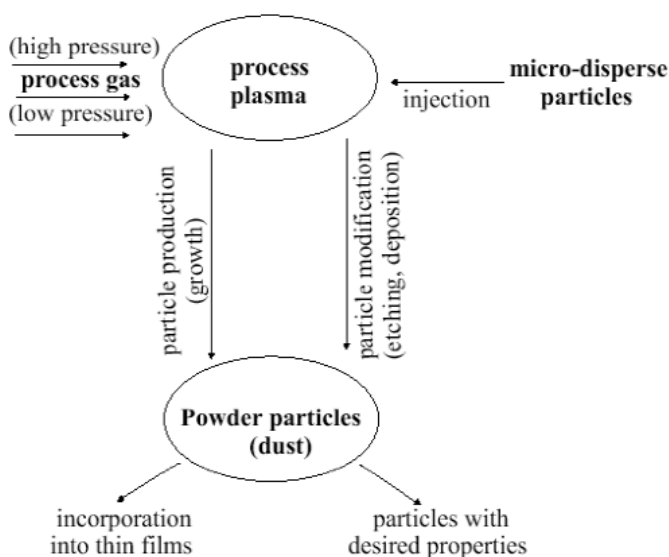 (high pressure)
process gas
(low pressure)
process
plasma
micro-disperse
particles
injection
particle production
(growth)
particle modification
(etching, deposition)
Powder particles
(dust)
incorporation
into thin films
particles with
desired properties